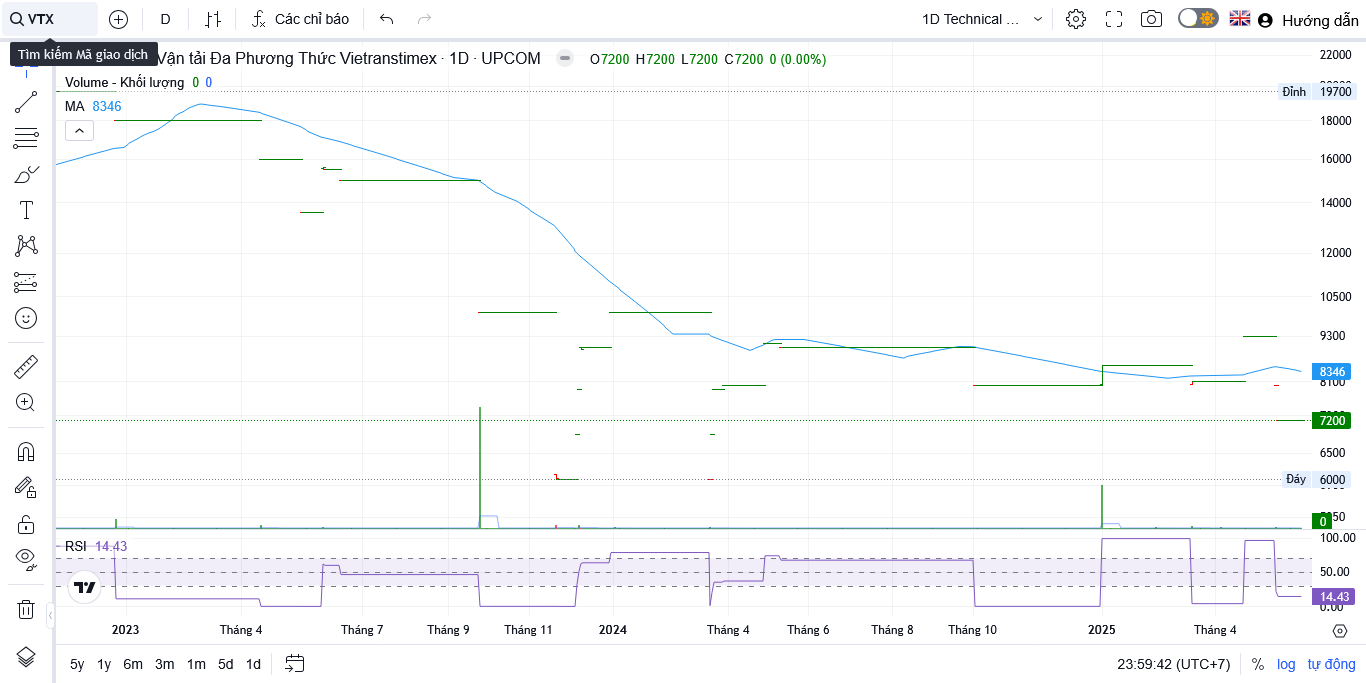 VTX D Các chỉ báo 1D Technical ... Hướng dẫn
Tìm kiếm Mã giao dịch
Vận tải Đa Phương Thức Vietranstimex · 1D · UPCOM O7200 H7200 L7200 C7200 0 (0.00%)
Volume - Khối lượng 0 0
MA 8346
22000
Đỉnh 19700
18000
16000
14000
12000
10500
9300
8346
8100
7200
6500
Đáy 6000
0
RSI 14.43
100.00
50.00
14.43
0.00
2023 Tháng 4 Tháng 7 Tháng 9 Tháng 11 2024 Tháng 4 Tháng 6 Tháng 8 Tháng 10 2025 Tháng 4
5y 1y 6m 3m 1m 5d 1d 23:59:42 (UTC+7) % log tự động